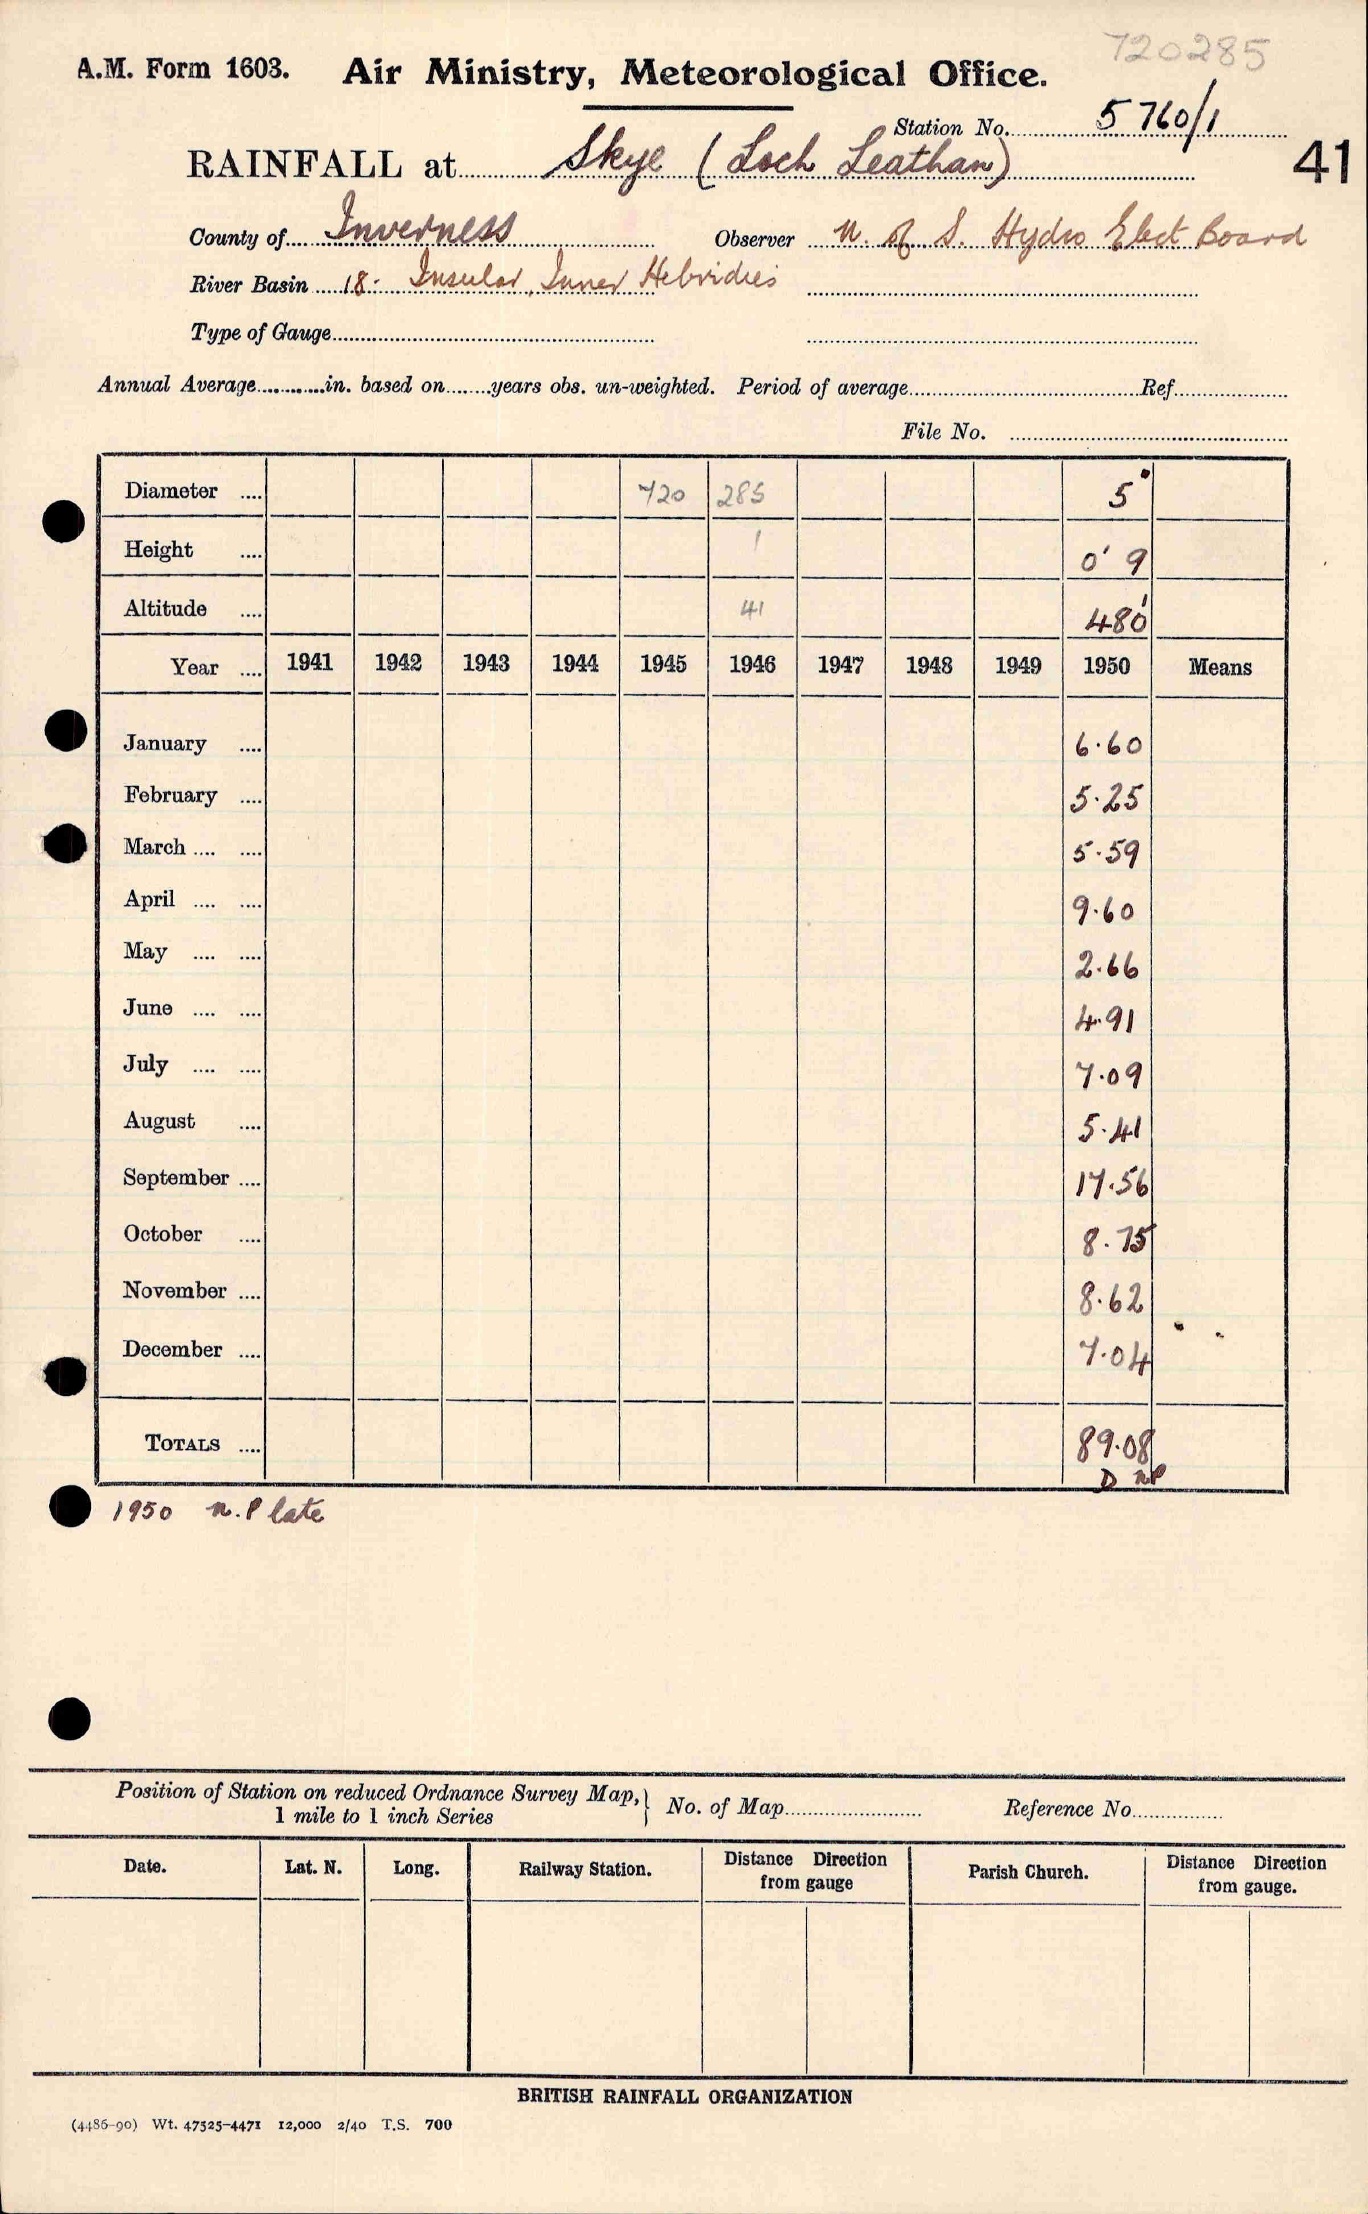 720285
A.M. Form 1603. Air Ministry, Meteorological Office.
Station No. 5760/1
RAINFALL at Skye (Loch Leathan) 41
County of Inverness Observer N. of S. Hydro Elect Board
River Basin 18. Insular, Inner Hebridies
Type of Gauge
Annual Average in. based on years obs. un-weighted. Period of average Ref
File No.
Diameter 720 285 5"
Height 1 0' 9
Altitude 41 480'
Year 1941 1942 1943 1944 1945 1946 1947 1948 1949 1950 Means
January 6.60
February 5.25
March 5.59
April 9.60
May 2.66
June 4.91
July 7.09
August 5.41
September 17.56
October 8.75
November 8.62
December 7.04
TOTALS 89.08
D nP
1950 n.P late
Position of Station on reduced Ordnance Survey Map, } No. of Map Reference No.
1 mile to 1 inch Series
Date. Lat. N. Long. Railway Station. Distance Direction from gauge Parish Church. Distance Direction from gauge.
BRITISH RAINFALL ORGANIZATION
(4486-90) Wt. 47525-4471 12,000 2/40 T.S. 700